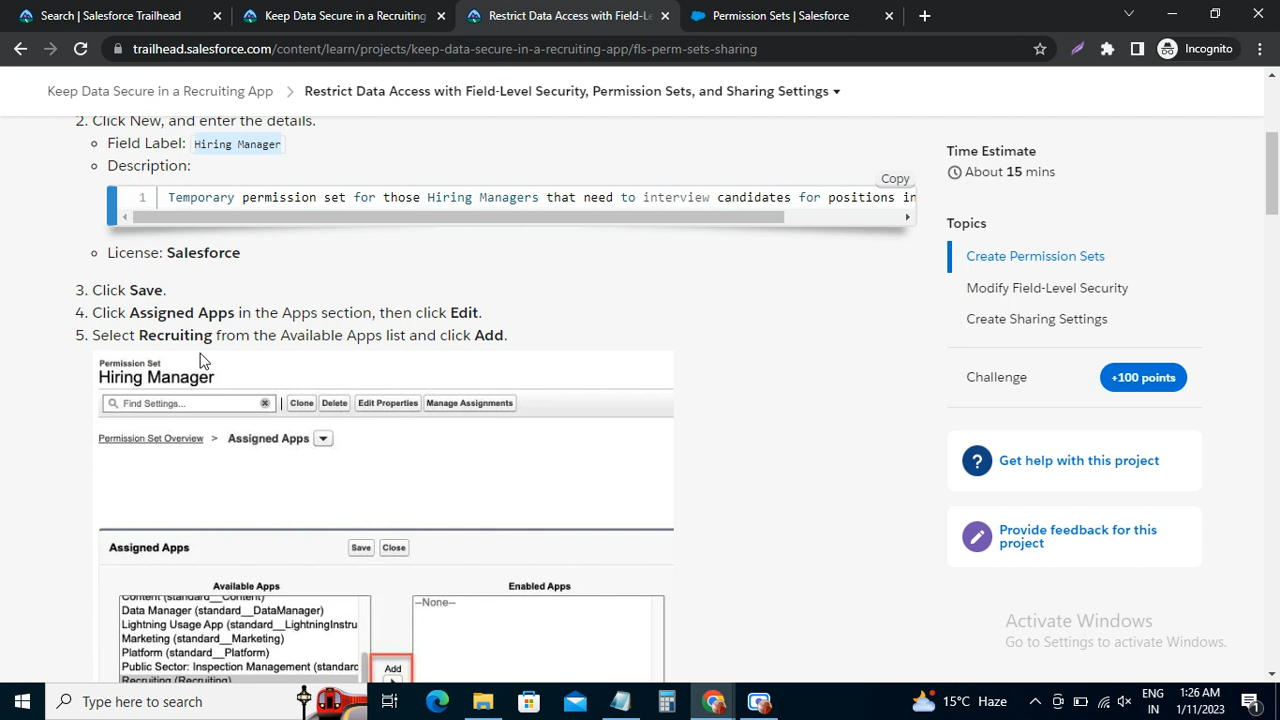 Search | Salesforce Trailhead
Keep Data Secure in a Recruiting
Restrict Data Access with Field-Le
Permission Sets | Salesforce
trailhead.salesforce.com/content/learn/projects/keep-data-secure-in-a-recruiting-app/fls-perm-sets-sharing
Incognito
Keep Data Secure in a Recruiting App
Restrict Data Access with Field-Level Security, Permission Sets, and Sharing Settings
2. Click New, and enter the details.
Field Label: Hiring Manager
Description:
Copy
1 Temporary permission set for those Hiring Managers that need to interview candidates for positions in
License: Salesforce
3. Click Save.
4. Click Assigned Apps in the Apps section, then click Edit.
5. Select Recruiting from the Available Apps list and click Add.
Permission Set
Hiring Manager
Find Settings...
Clone
Delete
Edit Properties
Manage Assignments
Permission Set Overview > Assigned Apps
Assigned Apps
Save
Close
Available Apps
Enabled Apps
Content (standard__Content)
Data Manager (standard__DataManager)
Lightning Usage App (standard__LightningInstru
Marketing (standard__Marketing)
Platform (standard__Platform)
Public Sector: Inspection Management (standard
Recruiting (Recruiting)
--None--
Add
Time Estimate
About 15 mins
Topics
Create Permission Sets
Modify Field-Level Security
Create Sharing Settings
Challenge
+100 points
? Get help with this project
Provide feedback for this
project
Activate Windows
Go to Settings to activate Windows.
Type here to search
15°C Haze
ENG
IN
1:26 AM
1/11/2023
1